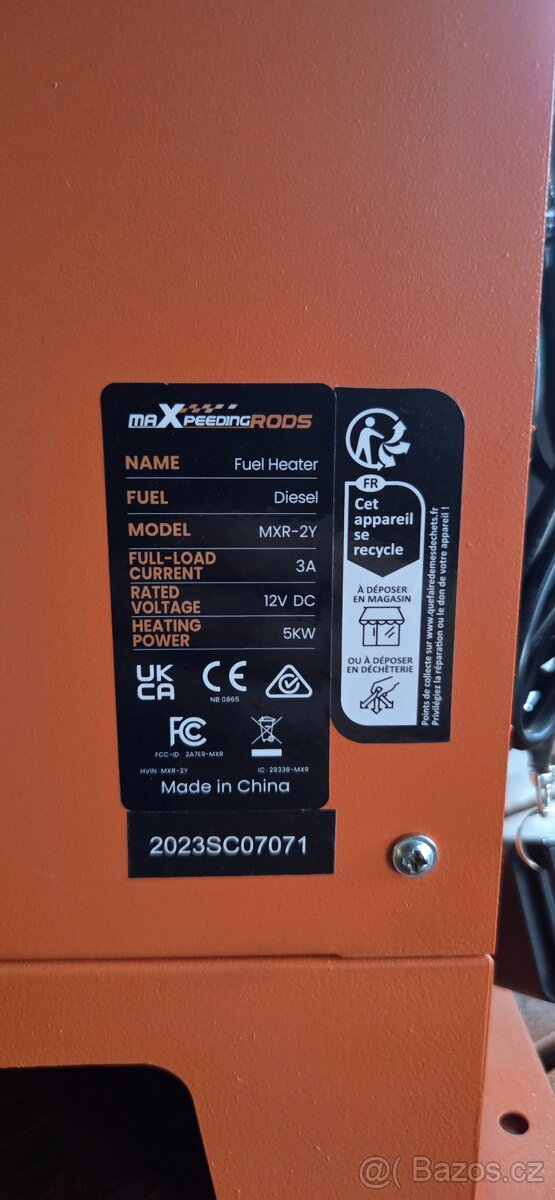 maXpeedingRODS
NAME Fuel Heater
FUEL Diesel
MODEL MXR-2Y
FULL-LOAD
CURRENT 3A
RATED
VOLTAGE 12V DC
HEATING
POWER 5KW
UK
CA
CE
NB 0865
FC
FCC-ID: 2A7E9-MXR
HVIN: MXR-2Y IC: 29338-MXR
Made in China
2023SC07071
FR
Cet
appareil
se
recycle
À DÉPOSER
EN MAGASIN
OU À DÉPOSER
EN DÉCHÈTERIE
Points de collecte sur www.quefairedemesdechets.fr
Privilégiez la réparation ou le don de votre appareil !
@ Bazos.cz